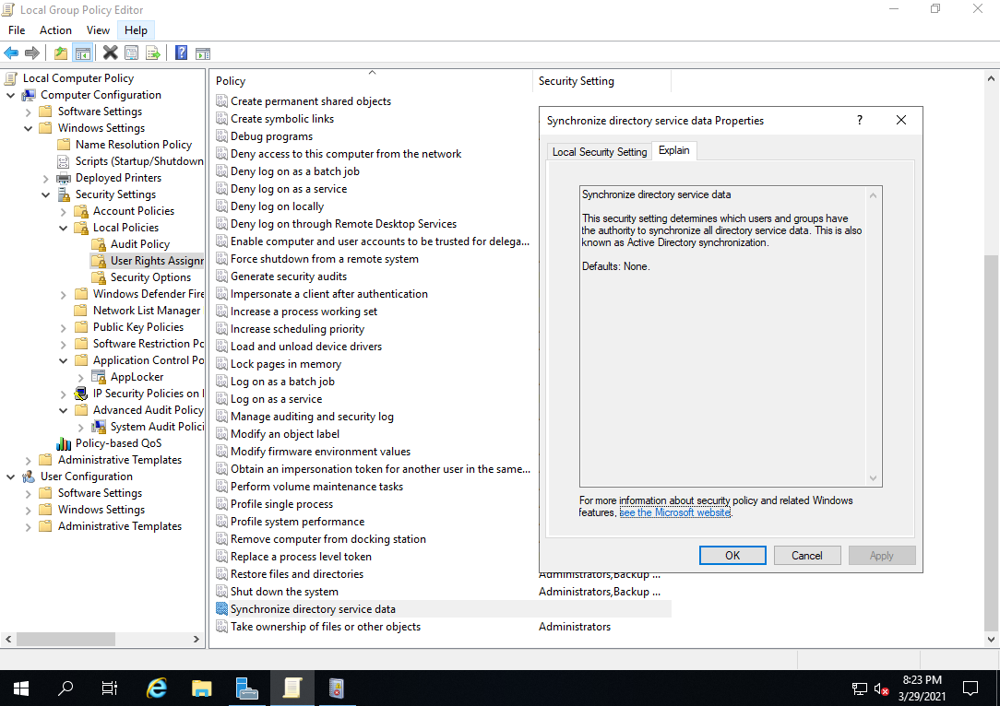 Local Group Policy Editor
File Action View Help
Local Computer Policy
Computer Configuration
Software Settings
Windows Settings
Name Resolution Policy
Scripts (Startup/Shutdown
Deployed Printers
Security Settings
Account Policies
Local Policies
Audit Policy
User Rights Assignr
Security Options
Windows Defender Fire
Network List Manager
Public Key Policies
Software Restriction Po
Application Control Po
AppLocker
IP Security Policies on
Advanced Audit Policy
System Audit Polici
Policy-based QoS
Administrative Templates
User Configuration
Software Settings
Windows Settings
Administrative Templates
Policy Security Setting
Create permanent shared objects
Create symbolic links
Debug programs
Deny access to this computer from the network
Deny log on as a batch job
Deny log on as a service
Deny log on locally
Deny log on through Remote Desktop Services
Enable computer and user accounts to be trusted for delega...
Force shutdown from a remote system
Generate security audits
Impersonate a client after authentication
Increase a process working set
Increase scheduling priority
Load and unload device drivers
Lock pages in memory
Log on as a batch job
Log on as a service
Manage auditing and security log
Modify an object label
Modify firmware environment values
Obtain an impersonation token for another user in the same...
Perform volume maintenance tasks
Profile single process
Profile system performance
Remove computer from docking station
Replace a process level token
Restore files and directories Administrators,Backup ...
Shut down the system Administrators,Backup ...
Synchronize directory service data
Take ownership of files or other objects Administrators
Synchronize directory service data Properties ?
Local Security Setting Explain
Synchronize directory service data
This security setting determines which users and groups have
the authority to synchronize all directory service data. This is also
known as Active Directory synchronization.
Defaults: None.
For more information about security policy and related Windows
features, see the Microsoft website.
OK Cancel Apply
8:23 PM
3/29/2021